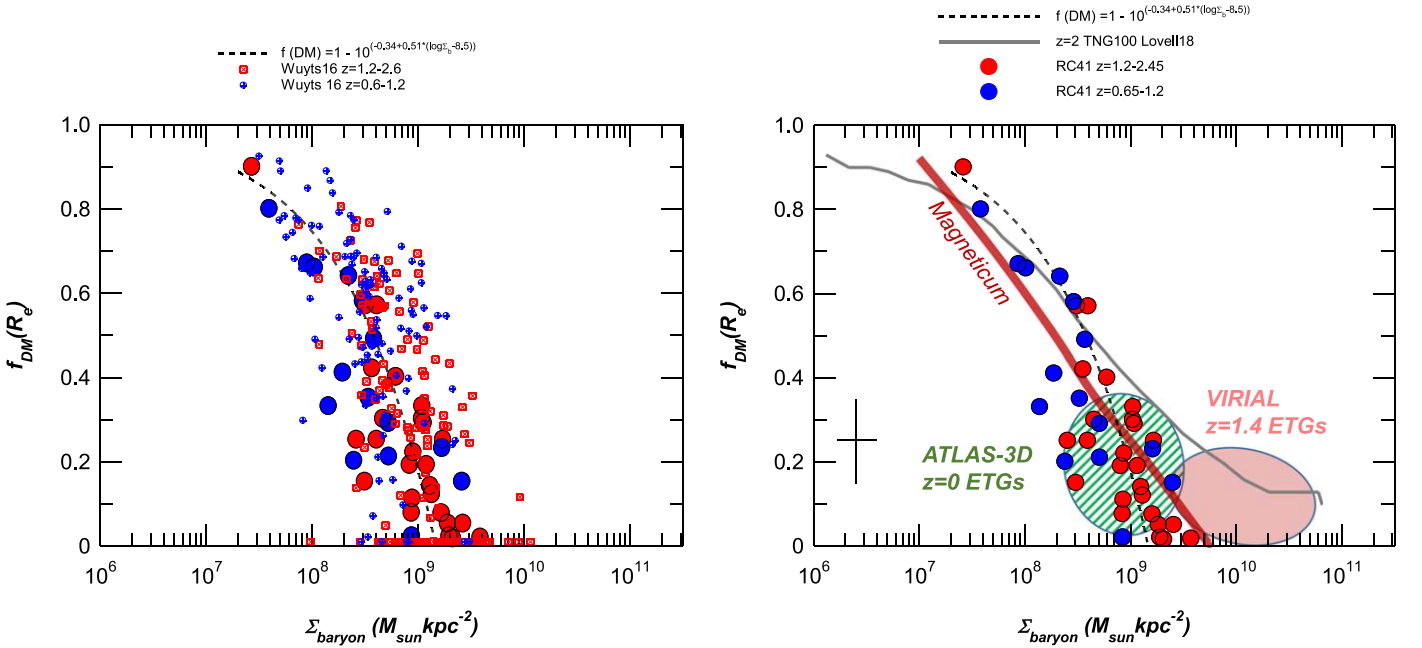 f (DM) =1 - 10^(-0.34+0.51*(logΣ_b-8.5))
Wuyts16 z=1.2-2.6
Wuyts 16 z=0.6-1.2
1.0
0.8
0.6
0.4
0.2
0
f_DM(R_e)
10^6
10^7
10^8
10^9
10^10
10^11
Σ_baryon (M_sun kpc^-2)
f (DM) =1 - 10^(-0.34+0.51*(logΣ_b-8.5))
z=2 TNG100 Lovell18
RC41 z=1.2-2.45
RC41 z=0.65-1.2
1.0
0.8
0.6
0.4
0.2
0
f_DM(R_e)
Magneticum
VIRIAL
z=1.4 ETGs
ATLAS-3D
z=0 ETGs
10^6
10^7
10^8
10^9
10^10
10^11
Σ_baryon (M_sun kpc^-2)